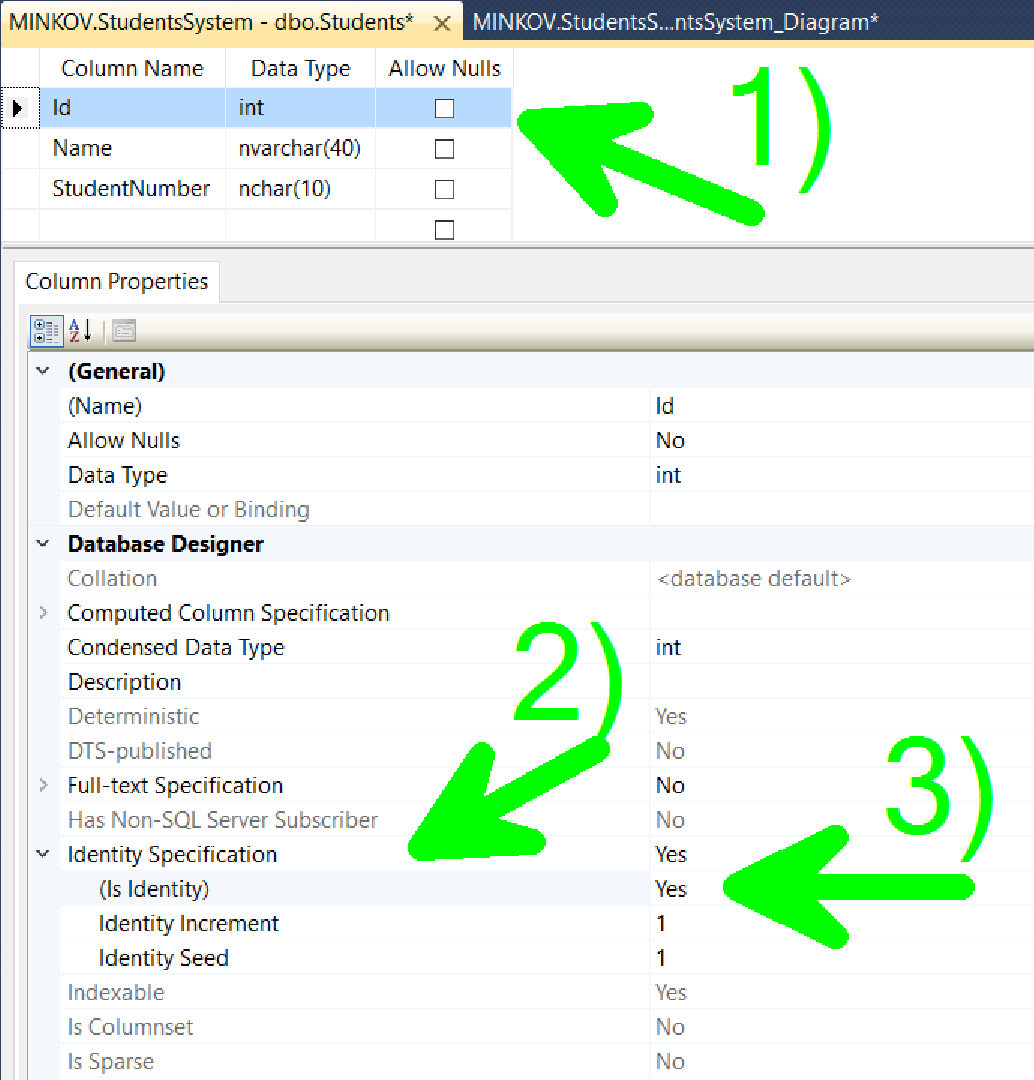 MINKOV.StudentsSystem - dbo.Students* MINKOV.StudentsS...ntsSystem_Diagram*
Column Name Data Type Allow Nulls
1)
Id int
Name nvarchar(40)
StudentNumber nchar(10)
Column Properties
(General)
(Name) Id
Allow Nulls No
Data Type int
Default Value or Binding
Database Designer
Collation <database default>
Computed Column Specification
Condensed Data Type int
2)
Description
Deterministic Yes
DTS-published No
Full-text Specification No
3)
Has Non-SQL Server Subscriber No
Identity Specification Yes
(Is Identity) Yes
Identity Increment 1
Identity Seed 1
Indexable Yes
Is Columnset No
Is Sparse No